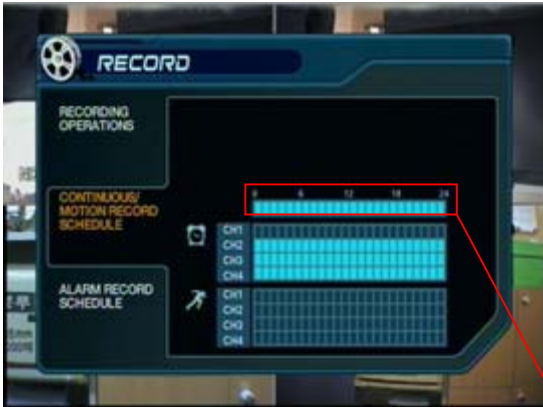 RECORD
RECORDING
OPERATIONS
0 6 12 18 24
CONTINUOUS/
MOTION RECORD
SCHEDULE
CH1
CH2
CH3
CH4
ALARM RECORD
SCHEDULE
CH1
CH2
CH3
CH4